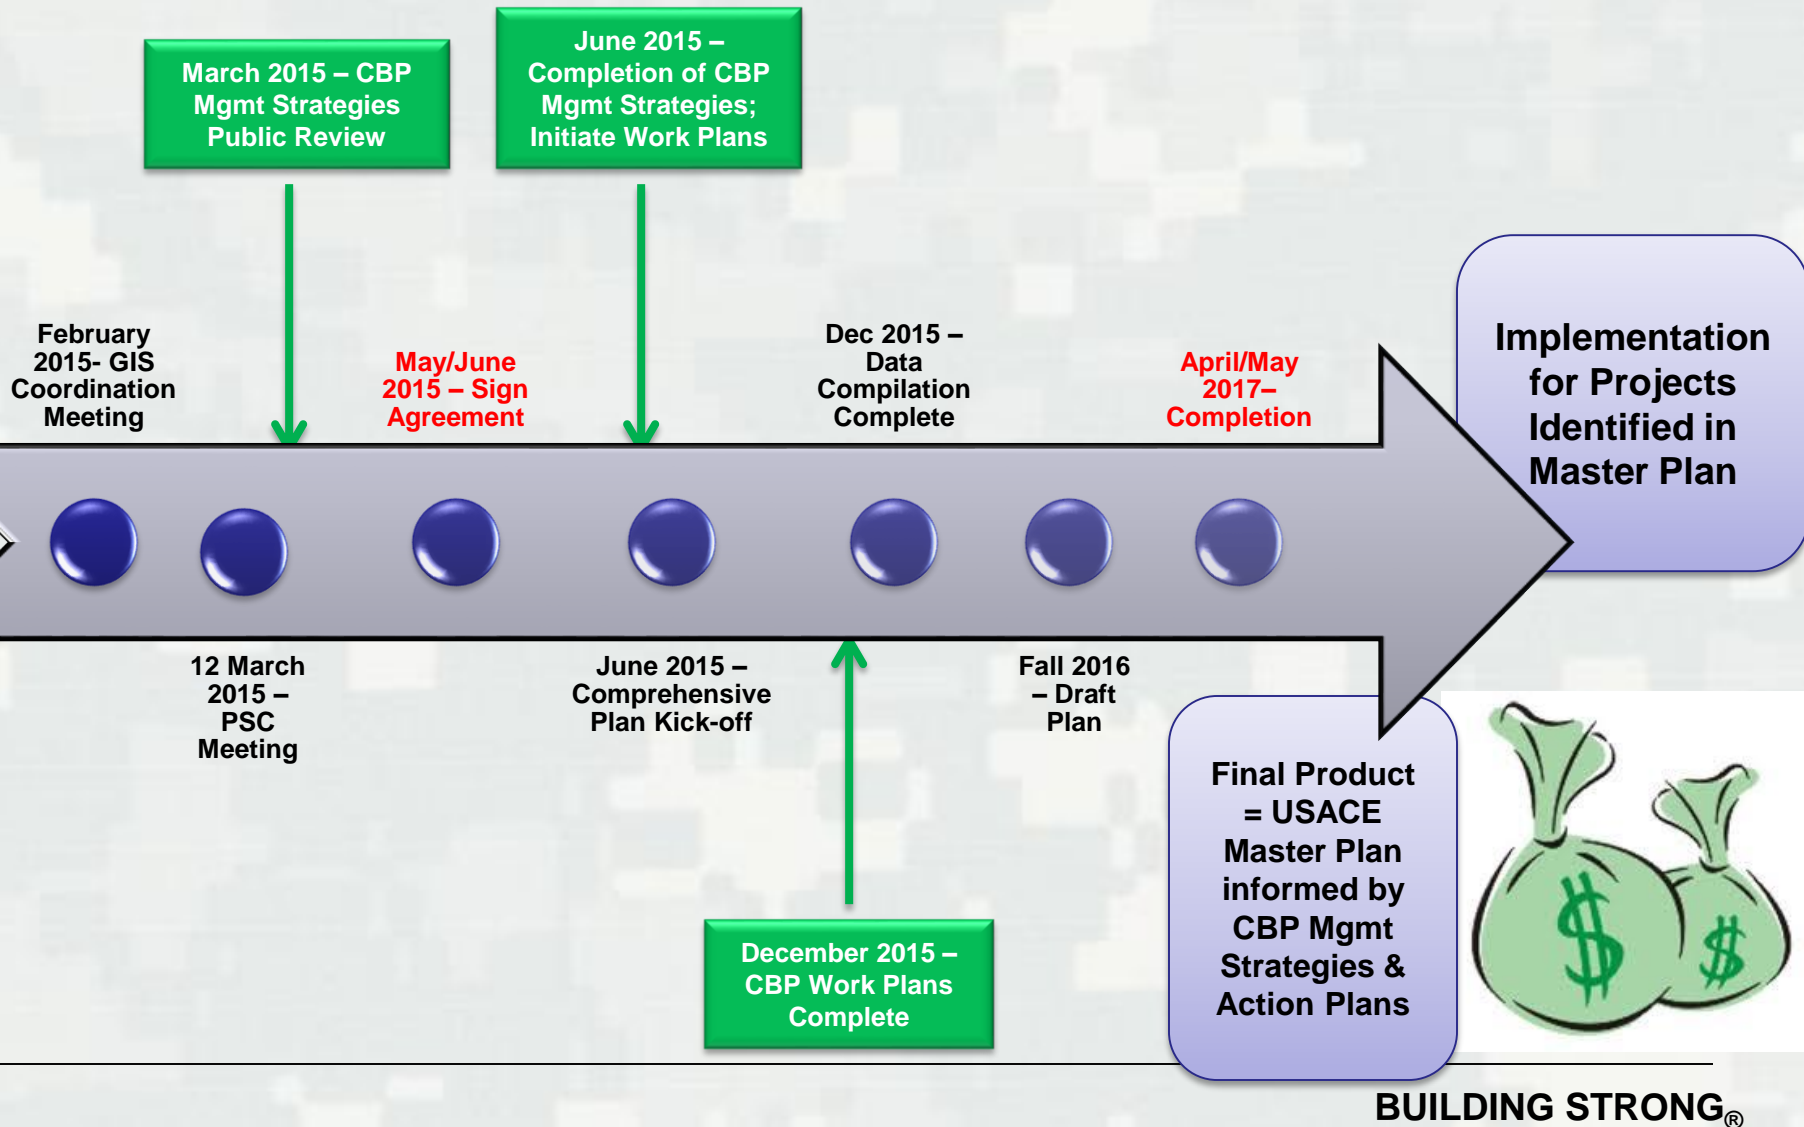 March 2015 – CBP
Mgmt Strategies
Public Review
June 2015 –
Completion of CBP
Mgmt Strategies;
Initiate Work Plans
February
2015- GIS
Coordination
Meeting
May/June
2015 – Sign
Agreement
Dec 2015 –
Data
Compilation
Complete
April/May
2017–
Completion
Implementation
for Projects
Identified in
Master Plan
12 March
2015 –
PSC
Meeting
June 2015 –
Comprehensive
Plan Kick-off
Fall 2016
– Draft
Plan
December 2015 –
CBP Work Plans
Complete
Final Product
= USACE
Master Plan
informed by
CBP Mgmt
Strategies &
Action Plans
$ $
BUILDING STRONG®